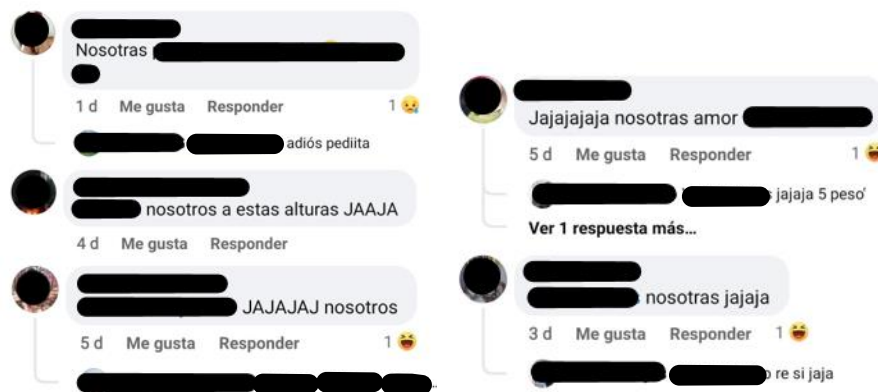 Nosotras
1 d Me gusta Responder 1
adiós pediita
nosotros a estas alturas JAAJA
4 d Me gusta Responder
JAJAJAJ nosotros
5 d Me gusta Responder 1
Jajajajaja nosotras amor
5 d Me gusta Responder 1
jajaja 5 peso'
Ver 1 respuesta más...
nosotras jajaja
3 d Me gusta Responder 1
re si jaja